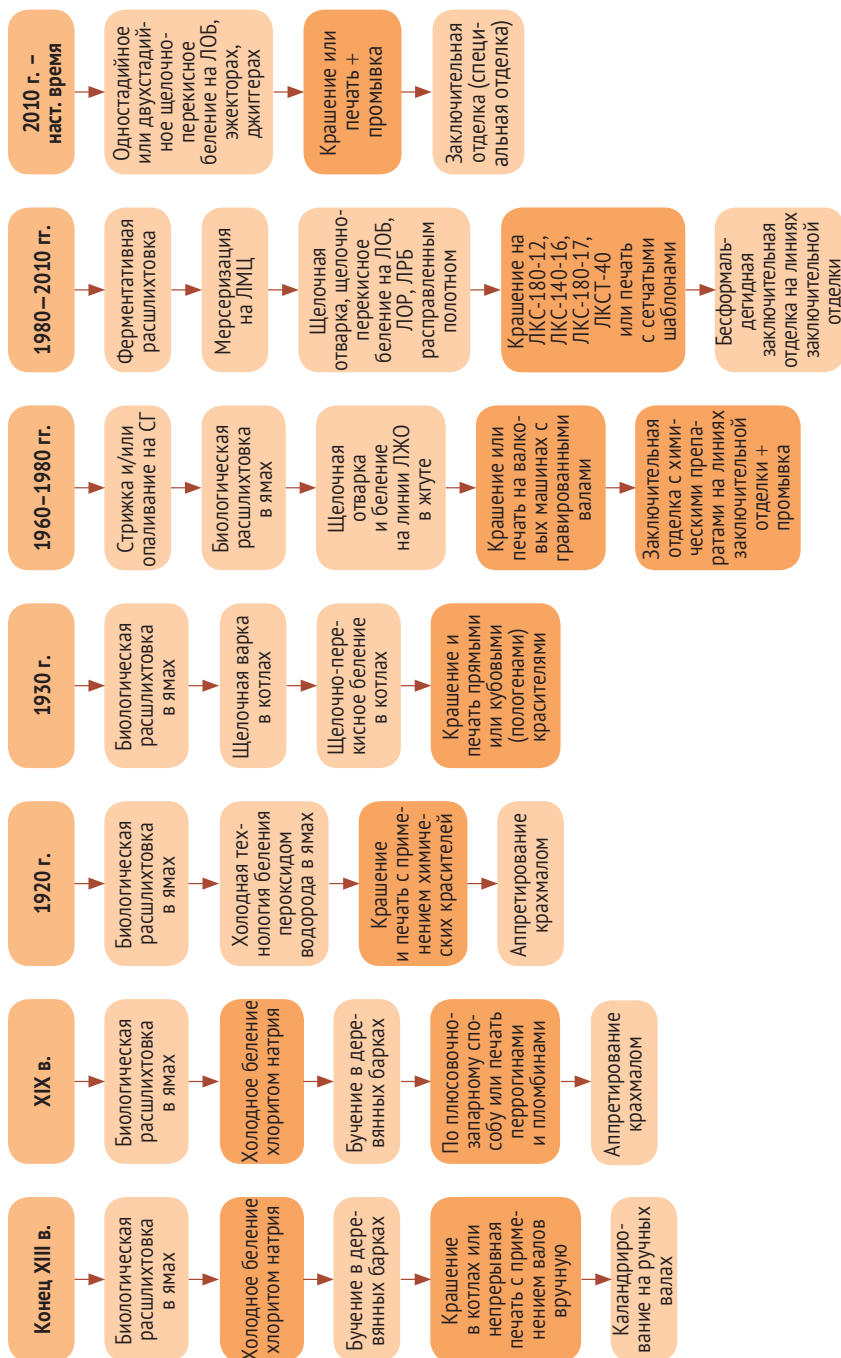 Конец XIII в.
Биологическая
расшлихтовка
в ямах
Холодное беление
хлоритом натрия
Бучение в дере-
вянных барках
Крашение
в котлах или
непрерывная
печать с приме-
нением валов
вручную
Каландриро-
вание на ручных
валах
XIX в.
Биологическая
расшлихтовка
в ямах
Холодное беление
хлоритом натрия
Бучение в дере-
вянных барках
По плюсовочно-
запарному спо-
собу или печать
перрогинами
и пломбинами
Аппретирование
крахмалом
1920 г.
Биологическая
расшлихтовка
в ямах
Холодная тех-
нология беления
пероксидом
водорода в ямах
Крашение
и печать с приме-
нением химиче-
ских красителей
Аппретирование
крахмалом
1930 г.
Биологическая
расшлихтовка
в ямах
Щелочная варка
в котлах
Щелочно-пере-
кисное беление
в котлах
Крашение и
печать прямыми
или кубовыми
(пологенами)
красителями
1960–1980 гг.
Стрижка и/или
опаливание на СГ
Биологическая
расшлихтовка
в ямах
Щелочная
отварка
и беление
на линии ЛЖО
в жгуте
Крашение или
печать на валко-
вых машинах с
гравированными
валами
Заключительная
отделка с хими-
ческими препа-
ратами на линиях
заключительной
отделки +
промывка
1980–2010 гг.
Ферментативная
расшлихтовка
Мерсеризация
на ЛМЦ
Щелочная
отварка, щелочно-
перекисное
беление на ЛОБ,
ЛОР, ЛРБ
расправленным
полотном
Крашение на
ЛКС-180-12,
ЛКС-140-16,
ЛКС-180-17,
ЛКСТ-40
или печать
с сетчатыми
шаблонами
Бесформаль-
дегидная
заключительная
отделка на линиях
заключительной
отделки
2010 г. –
наст. время
Одностадийное
или двухстадий-
ное щелочно-
перекисное
беление на ЛОБ,
эжекторах,
джиггерах
Крашение или
печать +
промывка
Заключительная
отделка (специ-
альная отделка)